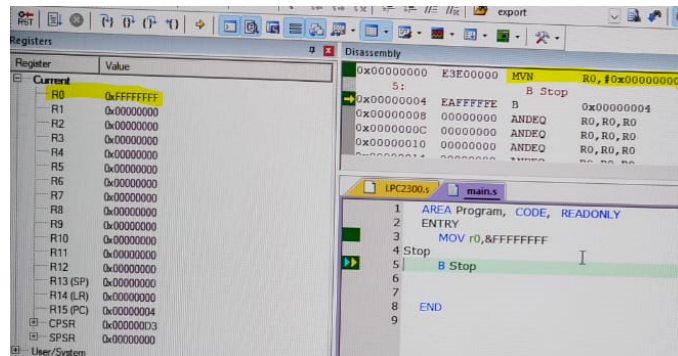 RST
export
Registers
Register Value
Current
R0 0xFFFFFFFF
R1 0x00000000
R2 0x00000000
R3 0x00000000
R4 0x00000000
R5 0x00000000
R6 0x00000000
R7 0x00000000
R8 0x00000000
R9 0x00000000
R10 0x00000000
R11 0x00000000
R12 0x00000000
R13 (SP) 0x00000000
R14 (LR) 0x00000000
R15 (PC) 0x00000004
CPSR 0x000000D3
SPSR 0x00000000
User/System
Disassembly
0x00000000 E3E00000 MVN R0,#0x00000000
5: B Stop
0x00000004 EAFFFFFE B 0x00000004
0x00000008 00000000 ANDEQ R0,R0,R0
0x0000000C 00000000 ANDEQ R0,R0,R0
0x00000010 00000000 ANDEQ R0,R0,R0
LPC2300.s main.s
1 AREA Program, CODE, READONLY
2 ENTRY
3 MOV r0,&FFFFFFFF
4 Stop
5 B Stop
6
7
8 END
9